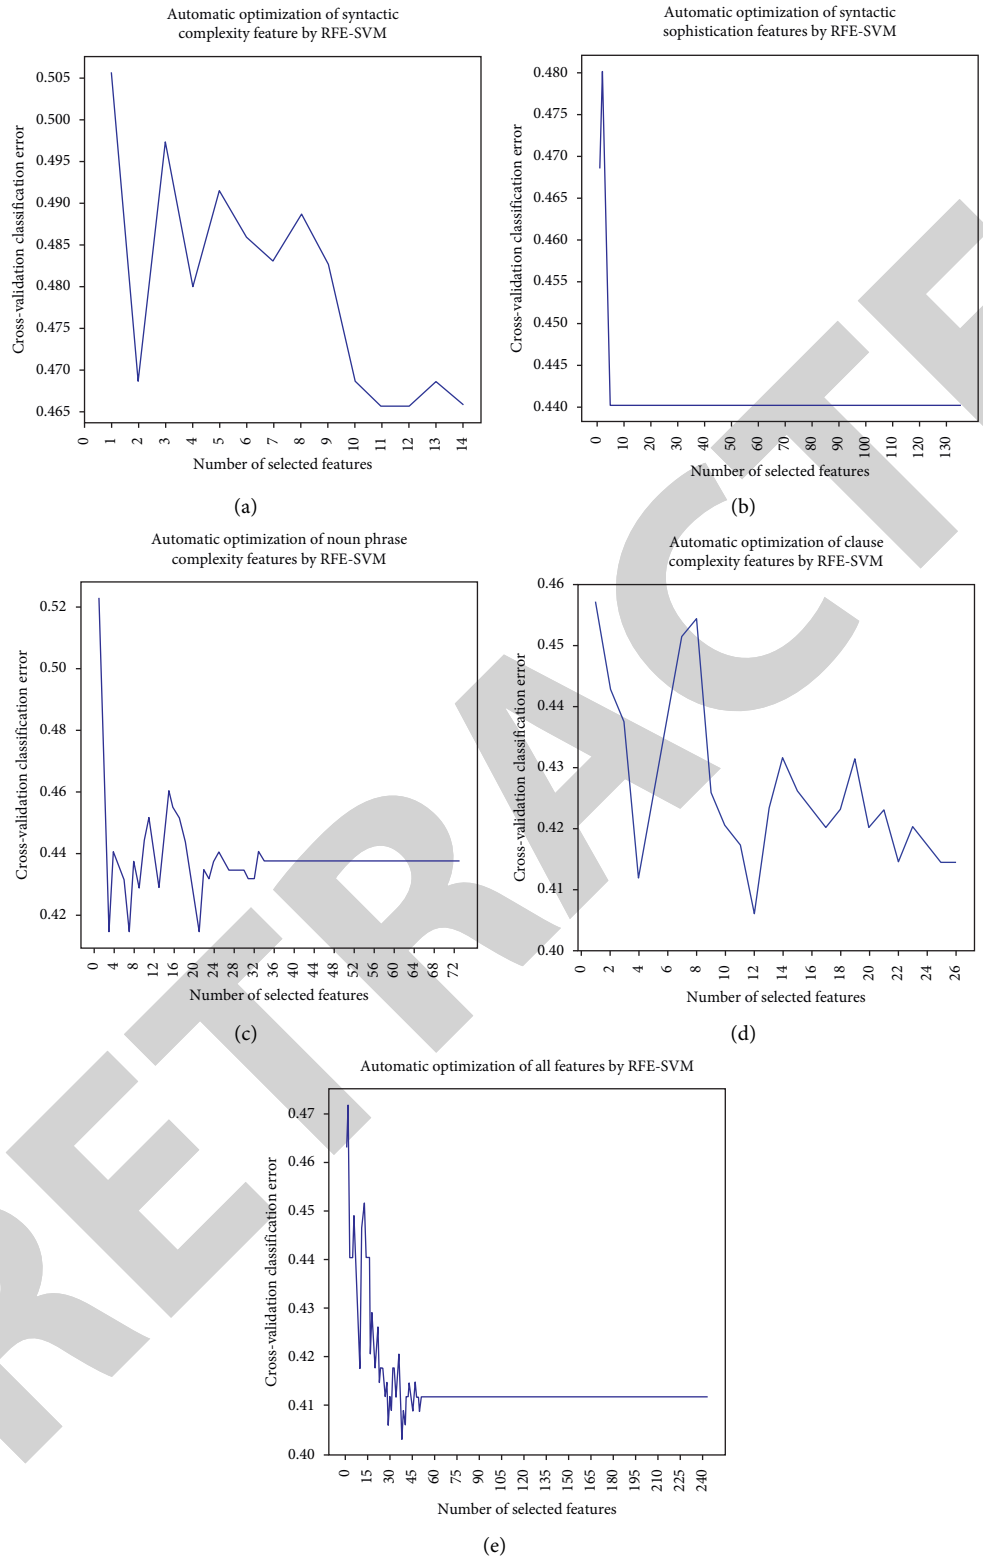 Automatic optimization of syntactic
complexity feature by RFE-SVM
Cross-validation classification error
0.505
0.500
0.495
0.490
0.485
0.480
0.475
0.470
0.465
0 1 2 3 4 5 6 7 8 9 10 11 12 13 14
Number of selected features
(a)
Automatic optimization of syntactic
sophistication features by RFE-SVM
Cross-validation classification error
0.480
0.475
0.470
0.465
0.460
0.455
0.450
0.445
0.440
0 10 20 30 40 50 60 70 80 90 100 110 120 130
Number of selected features
(b)
Automatic optimization of noun phrase
complexity features by RFE-SVM
Cross-validation classification error
0.52
0.50
0.48
0.46
0.44
0.42
0 4 8 12 16 20 24 28 32 36 40 44 48 52 56 60 64 68 72
Number of selected features
(c)
Automatic optimization of clause
complexity features by RFE-SVM
Cross-validation classification error
0.46
0.45
0.44
0.43
0.42
0.41
0.40
0 2 4 6 8 10 12 14 16 18 20 22 24 26
Number of selected features
(d)
Automatic optimization of all features by RFE-SVM
Cross-validation classification error
0.47
0.46
0.45
0.44
0.43
0.42
0.41
0.40
0 15 30 45 60 75 90 105 120 135 150 165 180 195 210 225 240
Number of selected features
(e)
RETRACTE